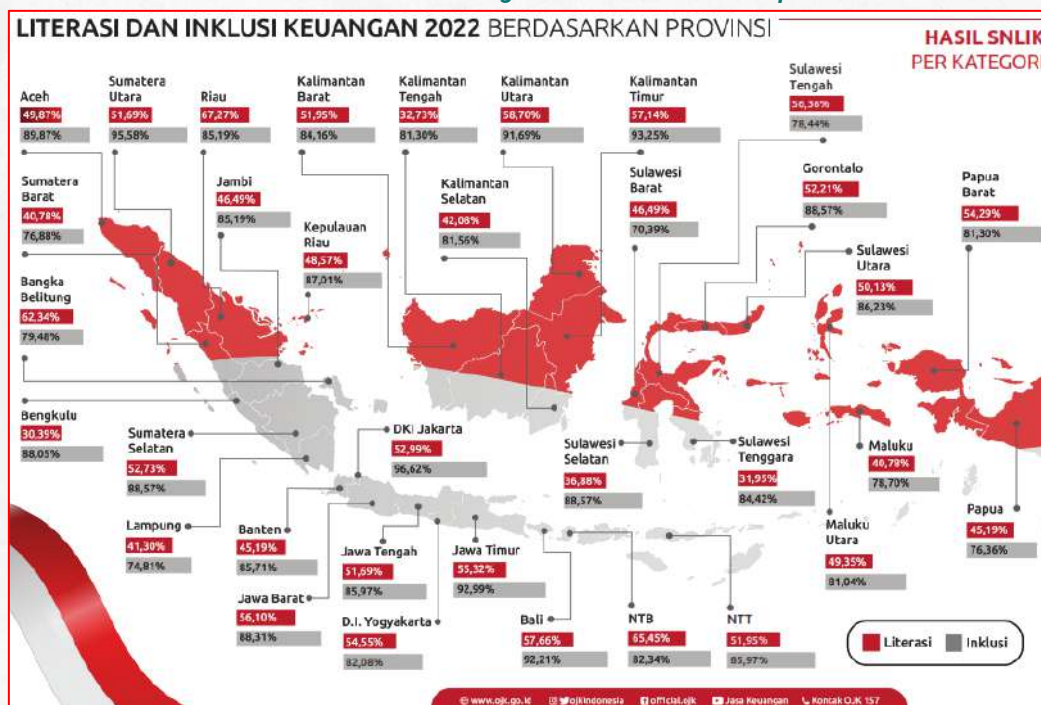 LITERASI DAN INKLUSI KEUANGAN 2022 BERDASARKAN PROVINSI
HASIL SNLIK
PER KATEGORI
Aceh
49,87%
89,87%
Sumatera
Utara
51,69%
95,58%
Riau
67,27%
85,19%
Kalimantan
Barat
51,95%
84,16%
Kalimantan
Tengah
32,73%
81,30%
Kalimantan
Utara
58,70%
91,69%
Kalimantan
Timur
57,14%
93,25%
Sulawesi
Tengah
56,36%
78,44%
Sumatera
Barat
40,78%
76,88%
Jambi
46,49%
85,19%
Kepulauan
Riau
48,57%
87,01%
Kalimantan
Selatan
42,08%
81,56%
Sulawesi
Barat
46,49%
70,39%
Gorontalo
52,21%
88,57%
Papua
Barat
54,29%
81,30%
Sulawesi
Utara
50,13%
86,23%
Bangka
Belitung
62,34%
79,48%
Bengkulu
30,39%
88,05%
Sumatera
Selatan
52,73%
88,57%
DKI Jakarta
52,99%
96,62%
Sulawesi
Selatan
36,88%
88,57%
Sulawesi
Tenggara
31,95%
84,42%
Maluku
40,78%
78,70%
Papua
45,19%
76,36%
Lampung
41,30%
74,81%
Banten
45,19%
85,71%
Jawa Tengah
51,69%
85,97%
Jawa Timur
55,32%
92,99%
Maluku
Utara
49,35%
81,04%
Jawa Barat
56,10%
88,31%
D.I. Yogyakarta
54,55%
82,08%
Bali
57,66%
92,21%
NTB
65,45%
82,34%
NTT
51,95%
85,97%
Literasi
Inklusi
www.ojk.go.id ojkindonesia official.ojk Jasa Keuangan Kontak OJK 157